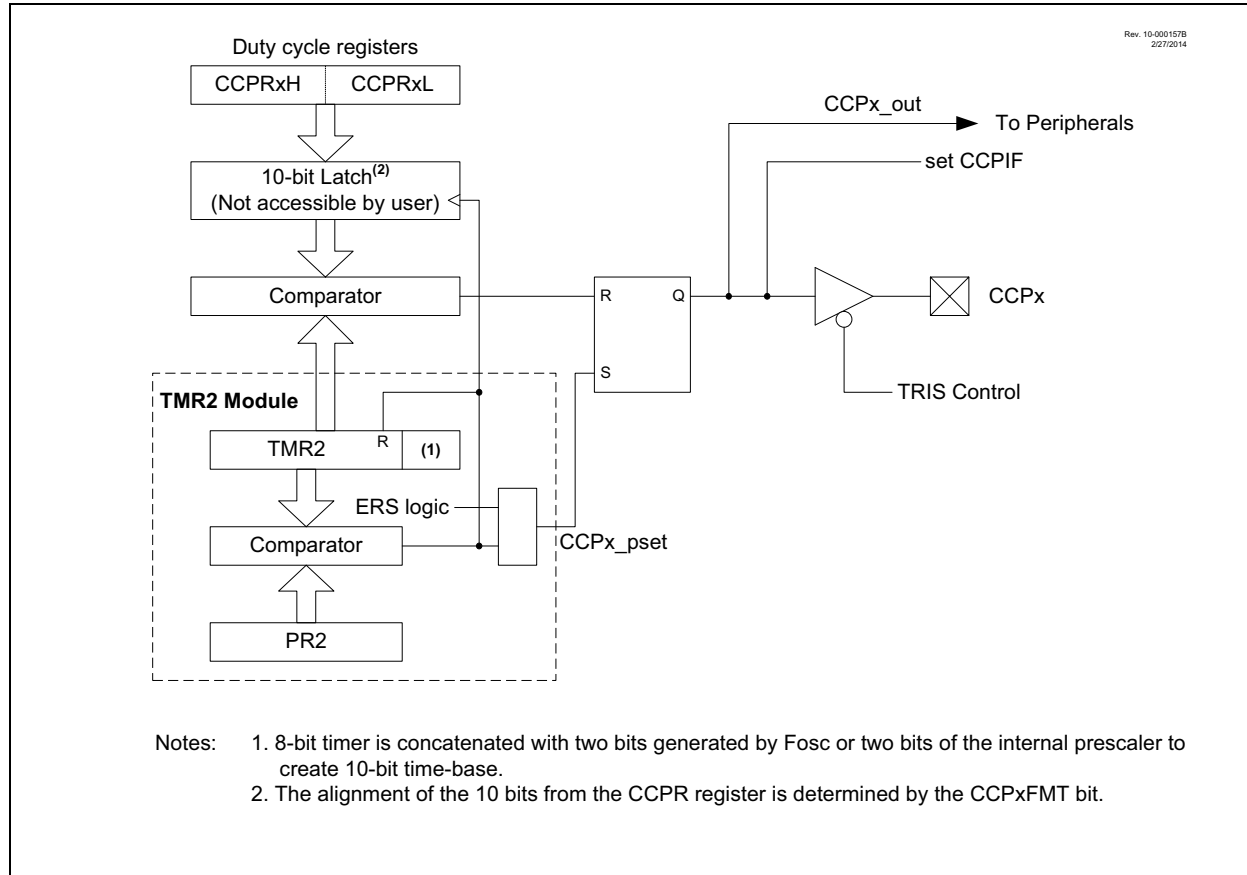 Rev. 10-000157B
2/27/2014
Duty cycle registers
CCPRxH CCPRxL
CCPx_out
To Peripherals
set CCPIF
10-bit Latch(2)
(Not accessible by user)
Comparator
R Q
CCPx
S
TRIS Control
TMR2 Module
R
TMR2 (1)
ERS logic
CCPx_pset
Comparator
PR2
Notes: 1. 8-bit timer is concatenated with two bits generated by Fosc or two bits of the internal prescaler to
create 10-bit time-base.
2. The alignment of the 10 bits from the CCPR register is determined by the CCPxFMT bit.